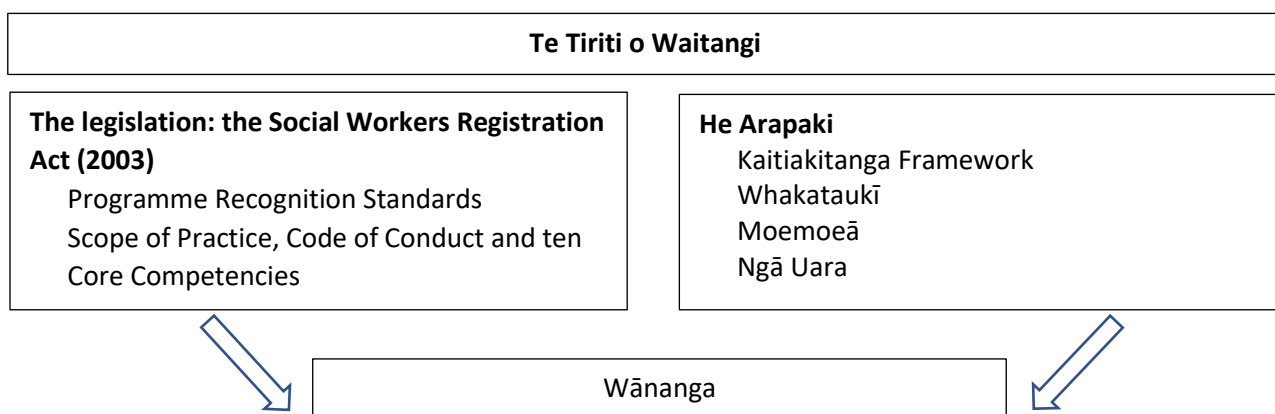 Te Tiriti o Waitangi
The legislation: the Social Workers Registration
Act (2003)
Programme Recognition Standards
Scope of Practice, Code of Conduct and ten
Core Competencies
He Arapaki
Kaitiakitanga Framework
Whakataukī
Moemoeā
Ngā Uara
Wānanga